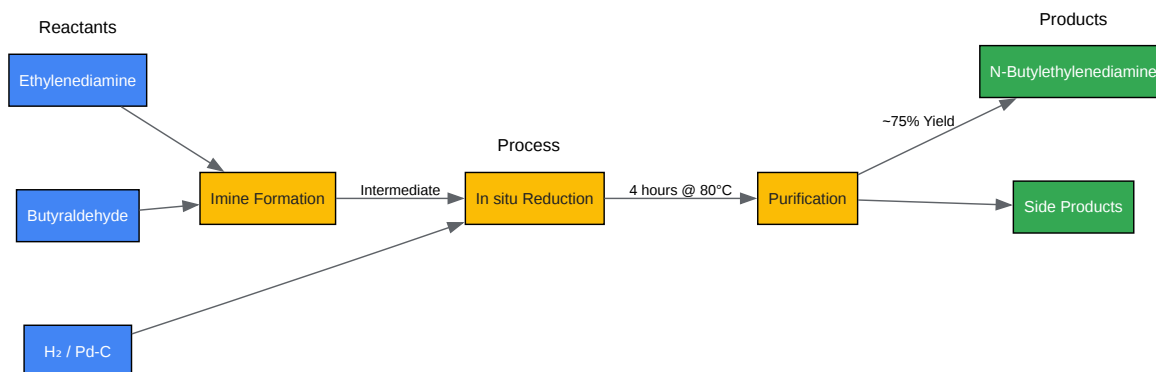 Reactants
Products
Ethylenediamine
N-Butylethylenediamine
~75% Yield
Process
Imine Formation
Intermediate
In situ Reduction
4 hours @ 80°C
Purification
Butyraldehyde
Side Products
H₂ / Pd-C